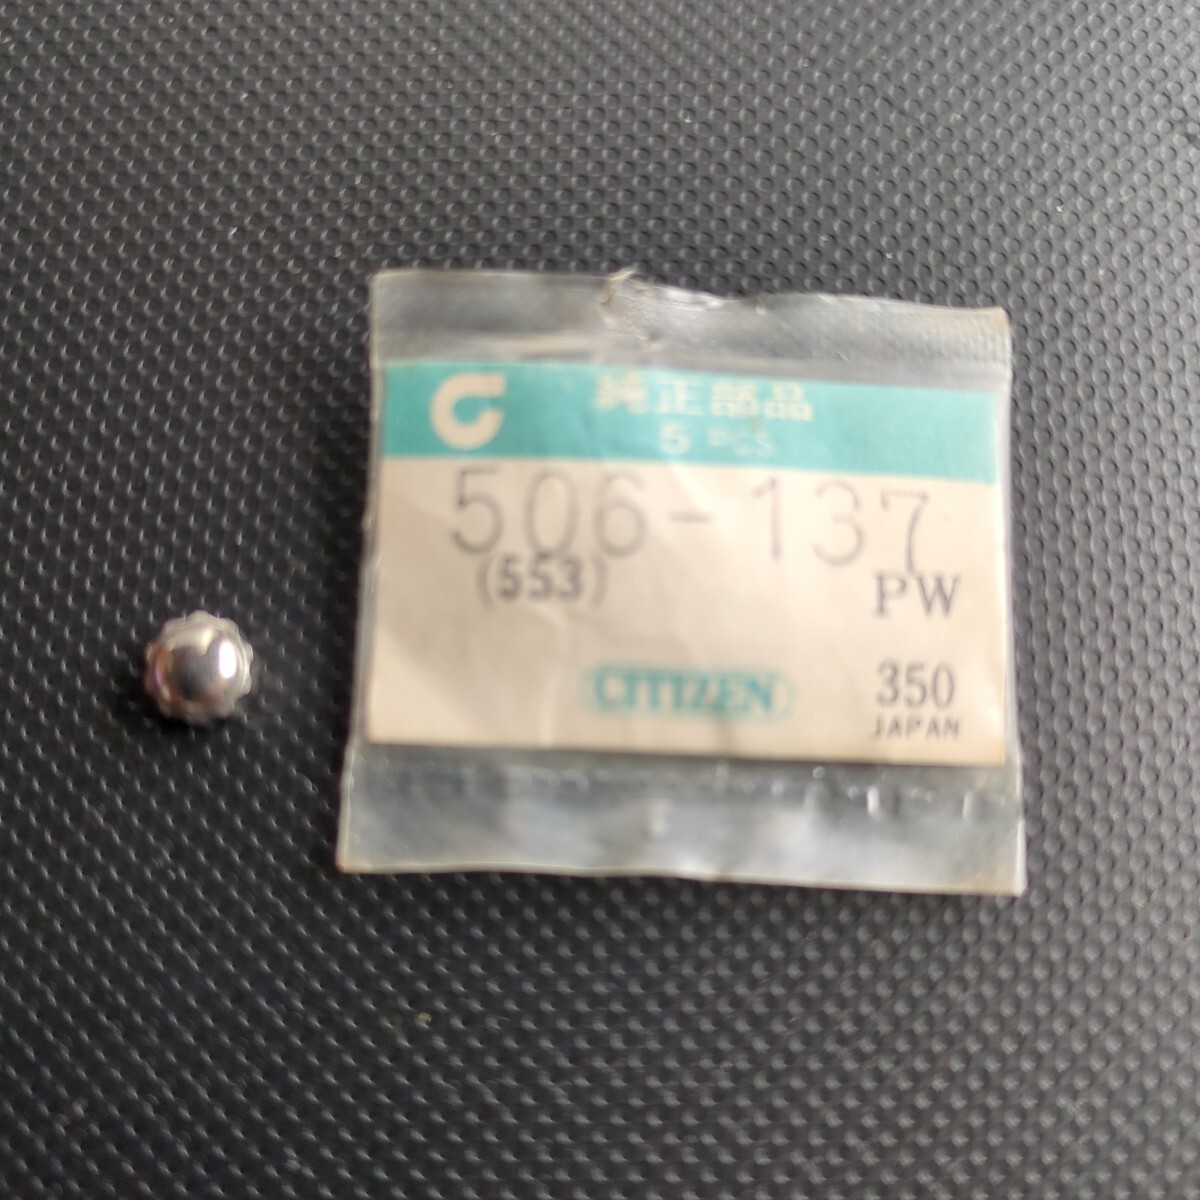 純正部品
5 PCS
506-137
(553)
PW
CITIZEN
350
JAPAN